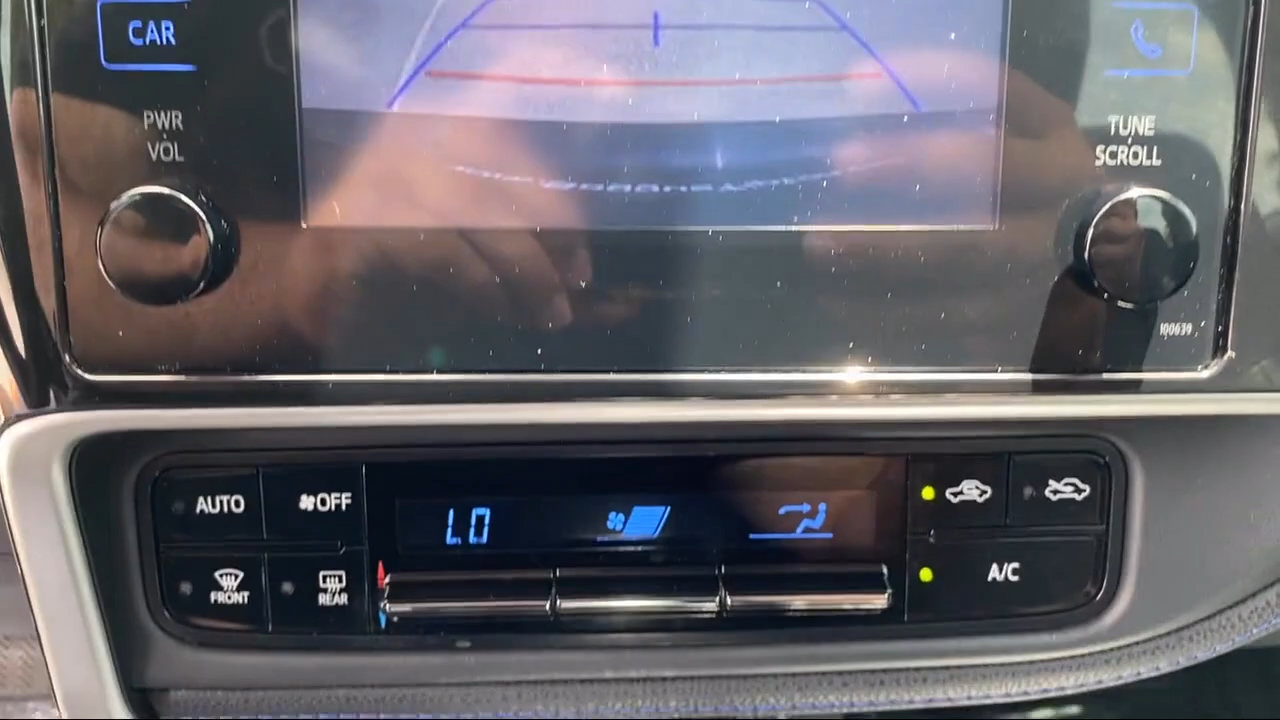 CAR
PWR
VOL
TUNE
SCROLL
100639
AUTO
OFF
LO
FRONT
REAR
A/C